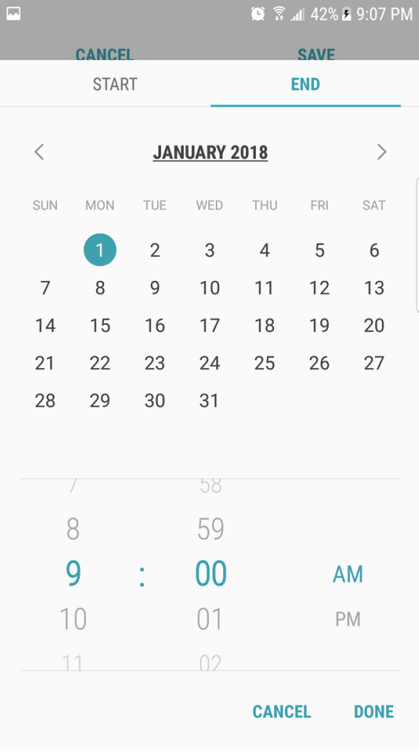 42% 9:07 PM
CANCEL SAVE
START END
JANUARY 2018
SUN MON TUE WED THU FRI SAT
1 2 3 4 5 6
7 8 9 10 11 12 13
14 15 16 17 18 19 20
21 22 23 24 25 26 27
28 29 30 31
7 58
8 59
9 : 00 AM
10 01 PM
11 02
CANCEL DONE